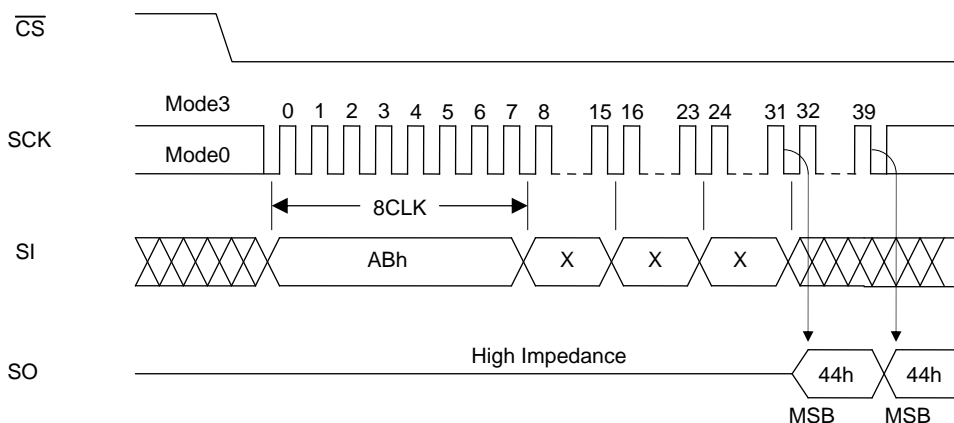 CS
Mode3
0 1 2 3 4 5 6 7 8 15 16 23 24 31 32 39
SCK
Mode0
8CLK
SI
ABh X X X
High Impedance
SO
44h 44h
MSB MSB